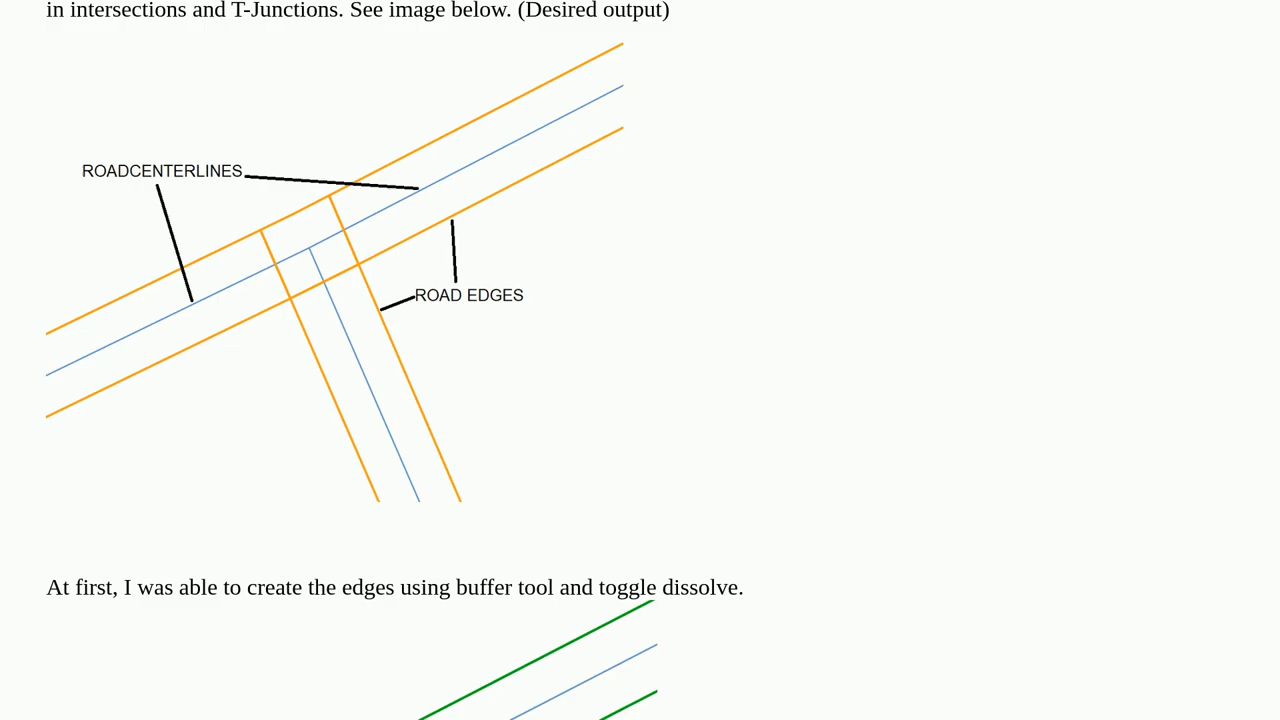 in intersections and T-Junctions. See image below. (Desired output)
ROADCENTERLINES
ROAD EDGES
At first, I was able to create the edges using buffer tool and toggle dissolve.